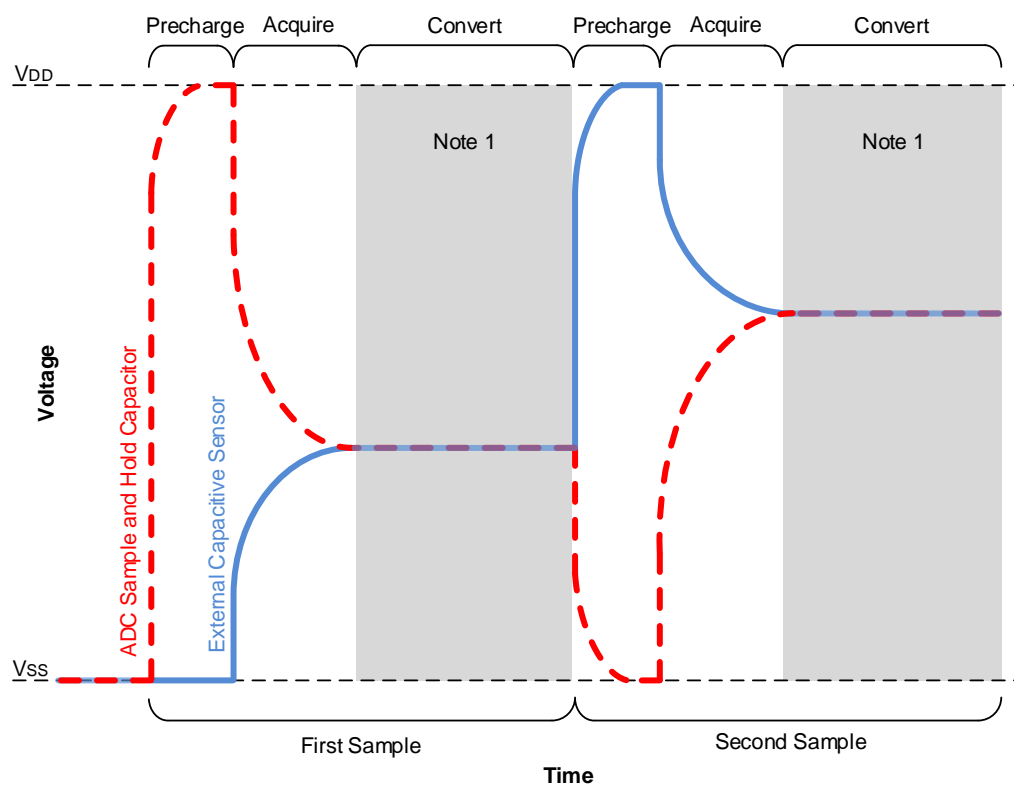 Precharge Acquire Convert Precharge Acquire Convert
VDD
Note 1 Note 1
Voltage
ADC Sample and Hold Capacitor
External Capacitive Sensor
VSS
First Sample Second Sample
Time